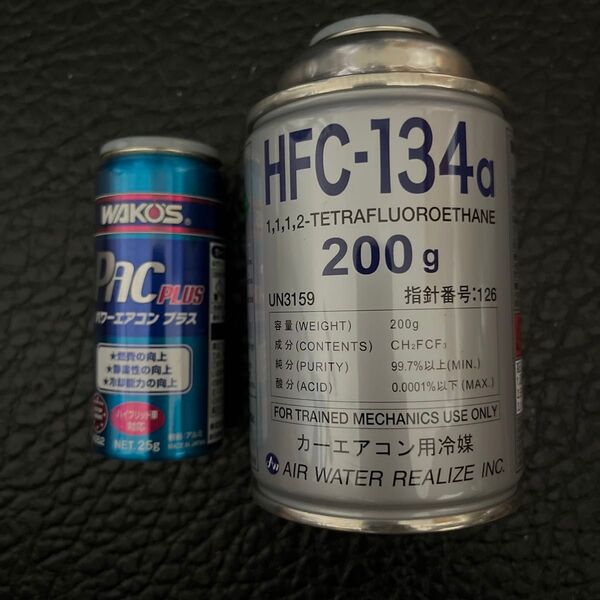 WAKO'S®
PAC PLUS
パワーエアコン プラス
★燃費の向上
★静粛性の向上
★冷却能力の向上
ハイブリッド車
対応
NET.25g
MADE IN JAPAN
HFC-134a
1,1,1,2-TETRAFLUOROETHANE
200g
UN3159 指針番号:126
容量(WEIGHT) 200g
成分(CONTENTS) CH₂FCF₃
純分(PURITY) 99.7%以上(MIN.)
酸分(ACID) 0.0001%以下(MAX.)
FOR TRAINED MECHANICS USE ONLY
カーエアコン用冷媒
AIR WATER REALIZE INC.